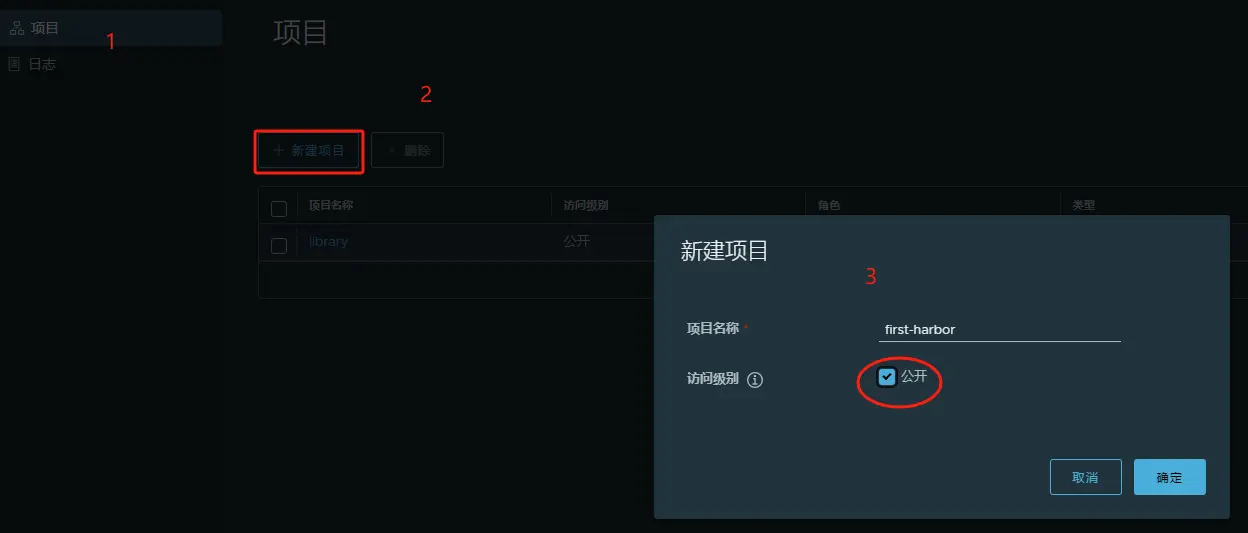 项目
1
日志
项目
2
+ 新建项目
× 删除
项目名称 访问级别 角色 类型
library 公开
新建项目
3
项目名称 * first-harbor
访问级别 公开
取消 确定